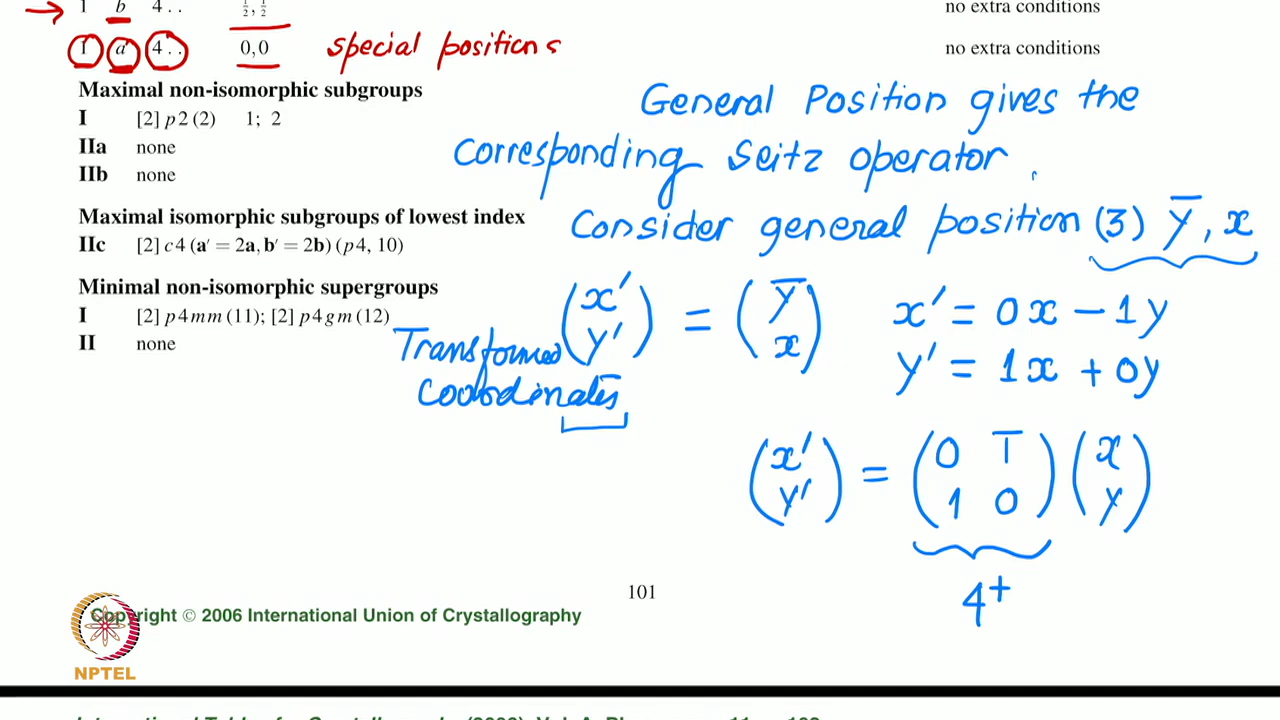 1 b 4 . . ½, ½ no extra conditions
1 a 4 . . 0,0 special positions no extra conditions
Maximal non-isomorphic subgroups
I [2] p2 (2) 1; 2
IIa none
IIb none
Maximal isomorphic subgroups of lowest index
IIc [2] c4 (a′ = 2a, b′ = 2b) (p4, 10)
Minimal non-isomorphic supergroups
I [2] p4mm (11); [2] p4gm (12)
II none
General Position gives the
corresponding Seitz operator.
Consider general position (3) y̅, x
(x′ y′) = (y̅ x)
Transformed
coordinates
x′ = 0x − 1y
y′ = 1x + 0y
(x′ y′) = (0 1̅ 1 0) (x y)
4+
101
Copyright © 2006 International Union of Crystallography
NPTEL